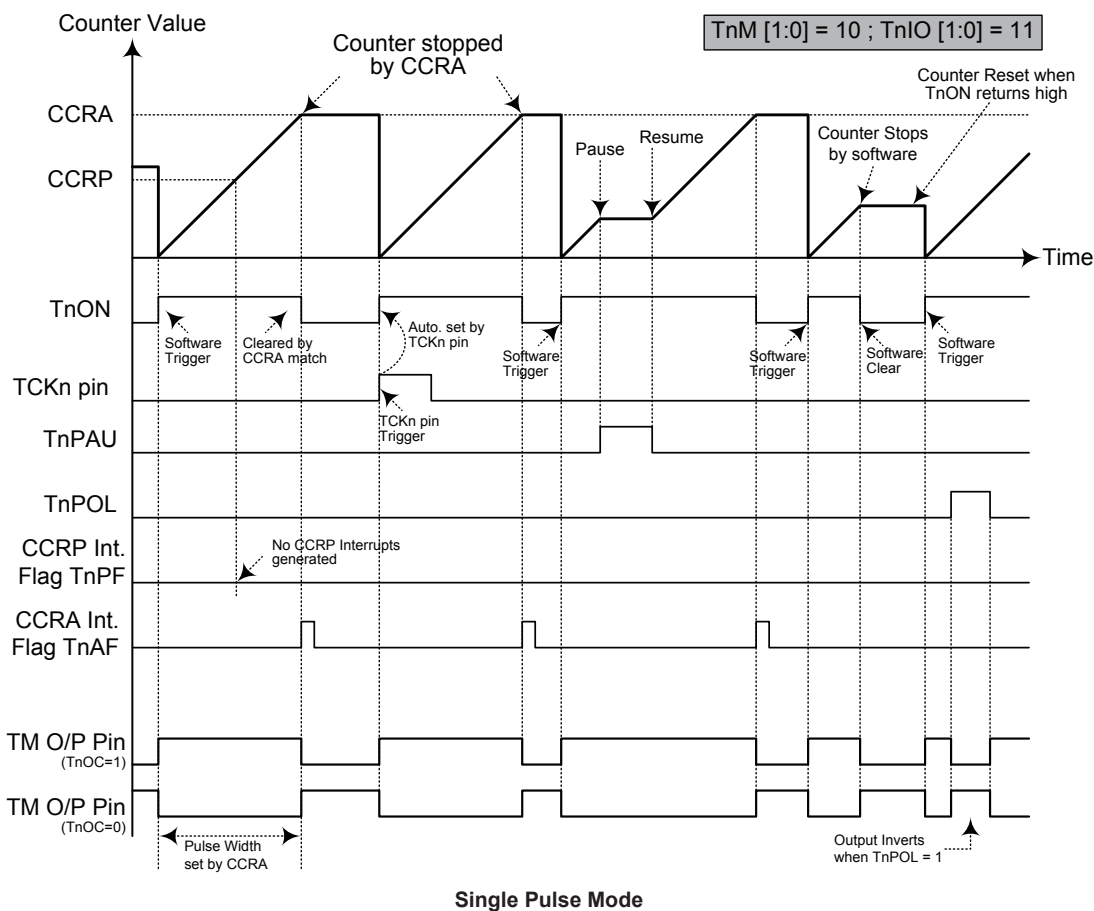 Counter Value
TnM [1:0] = 10 ; TnIO [1:0] = 11
Counter stopped
by CCRA
Counter Reset when
TnON returns high
CCRA
Counter Stops
by software
Pause
Resume
CCRP
Time
TnON
Software
Trigger
Cleared by
CCRA match
Auto. set by
TCKn pin
Software
Trigger
Software
Trigger
Software
Clear
Software
Trigger
TCKn pin
TCKn pin
Trigger
TnPAU
TnPOL
CCRP Int.
Flag TnPF
No CCRP Interrupts
generated
CCRA Int.
Flag TnAF
TM O/P Pin
(TnOC=1)
TM O/P Pin
(TnOC=0)
Pulse Width
set by CCRA
Output Inverts
when TnPOL = 1
Single Pulse Mode